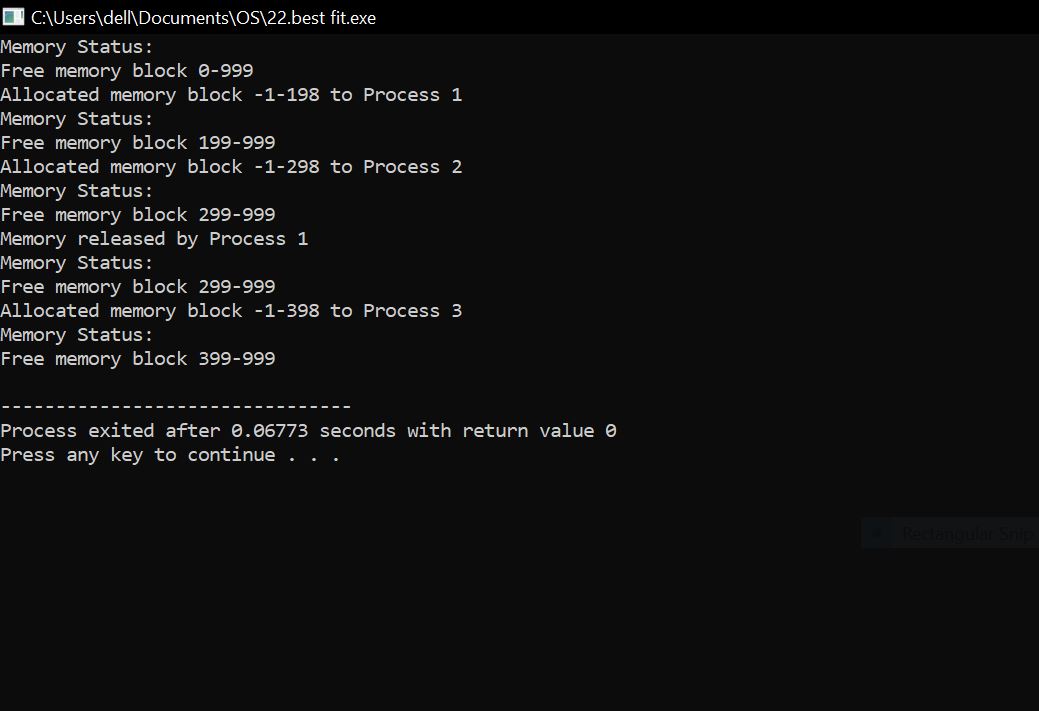 C:\Users\dell\Documents\OS\22.best fit.exe
Memory Status:
Free memory block 0-999
Allocated memory block -1-198 to Process 1
Memory Status:
Free memory block 199-999
Allocated memory block -1-298 to Process 2
Memory Status:
Free memory block 299-999
Memory released by Process 1
Memory Status:
Free memory block 299-999
Allocated memory block -1-398 to Process 3
Memory Status:
Free memory block 399-999
--------------------------------
Process exited after 0.06773 seconds with return value 0
Press any key to continue . . .
Rectangular Snip